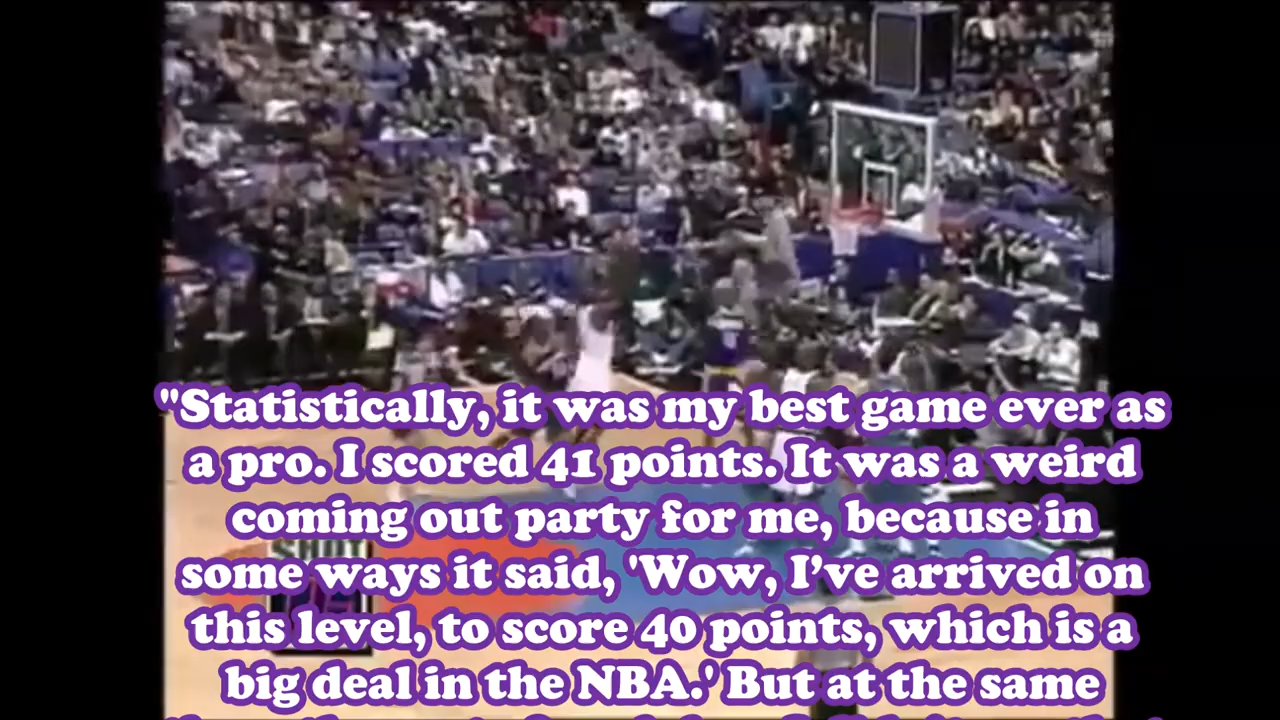 "Statistically, it was my best game ever as
a pro. I scored 41 points. It was a weird
coming out party for me, because in
some ways it said, 'Wow, I’ve arrived on
this level, to score 40 points, which is a
big deal in the NBA.' But at the same
SHOT